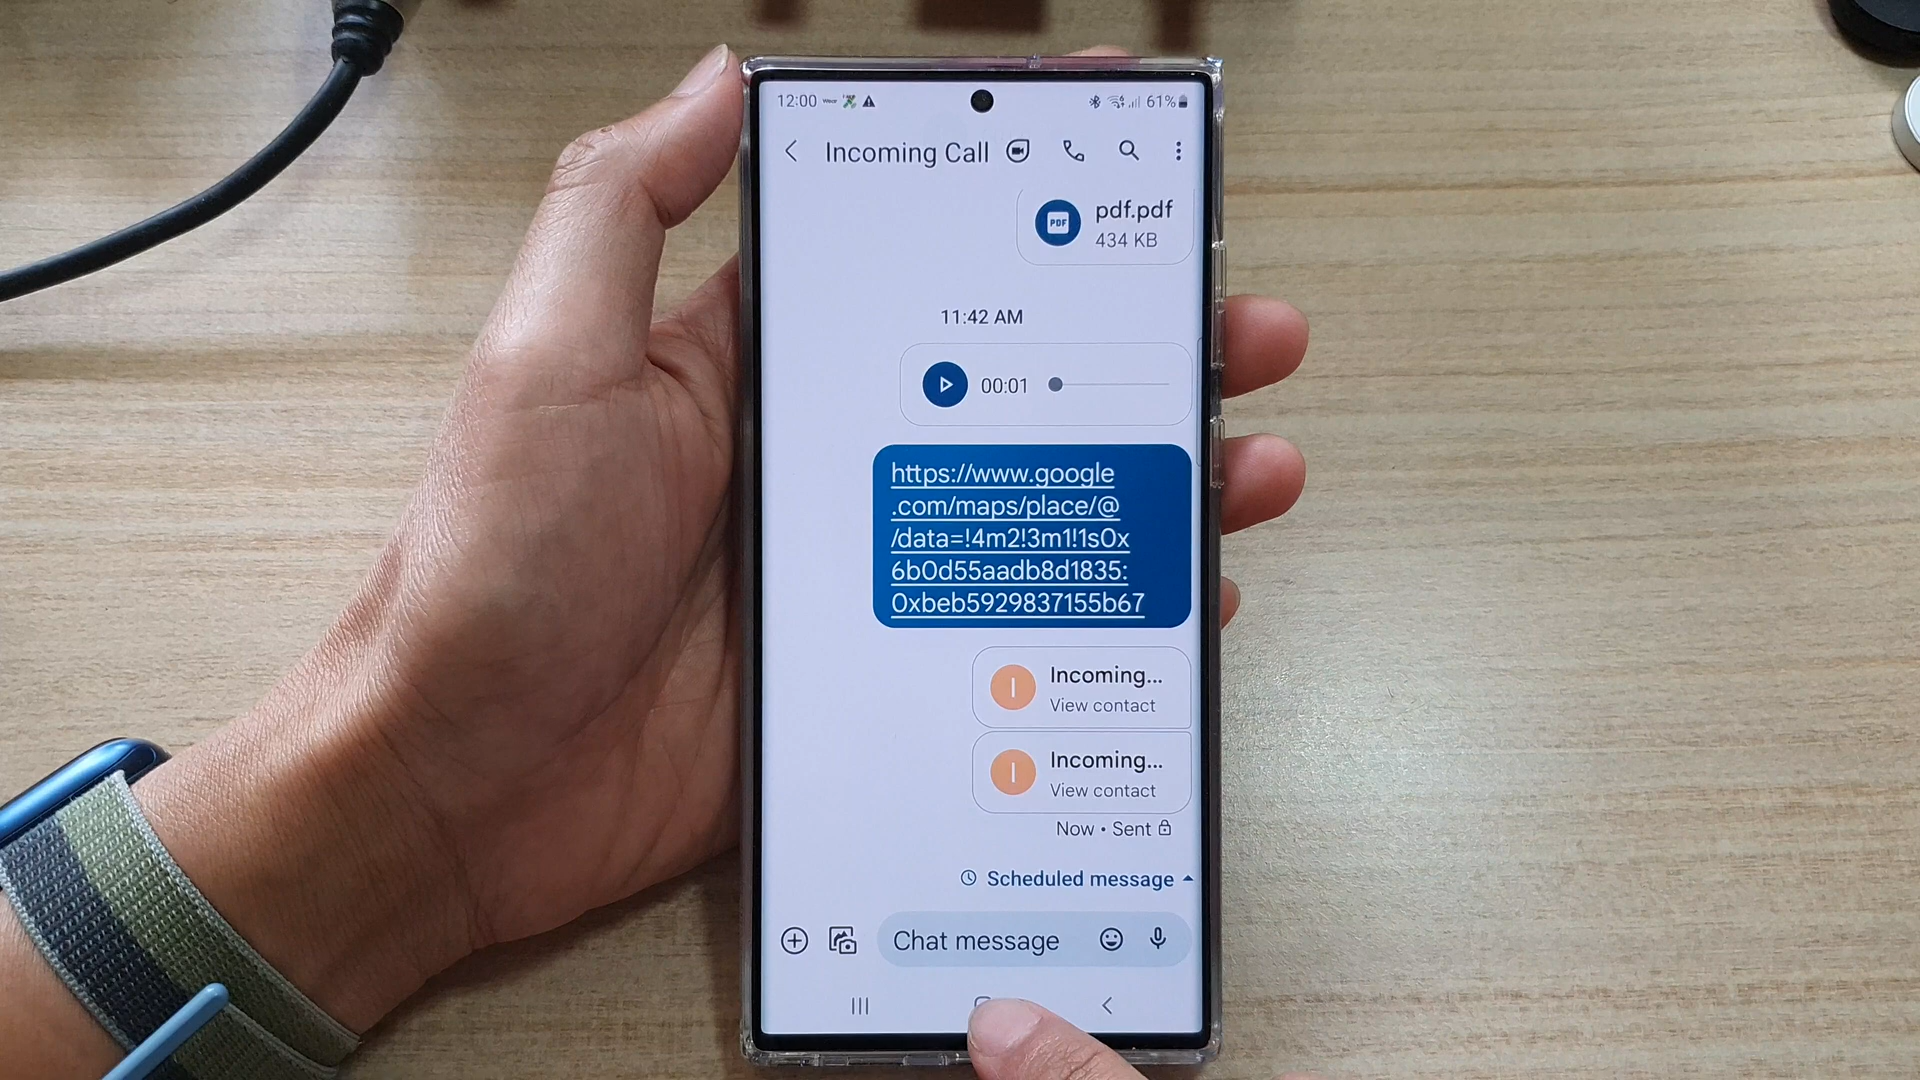 12:00 Wear 61%
Incoming Call
PDF pdf.pdf
434 KB
11:42 AM
00:01
https://www.google
.com/maps/place/@
/data=!4m2!3m1!1s0x
6b0d55aadb8d1835:
0xbeb5929837155b67
I Incoming...
View contact
I Incoming...
View contact
Now • Sent
Scheduled message
Chat message